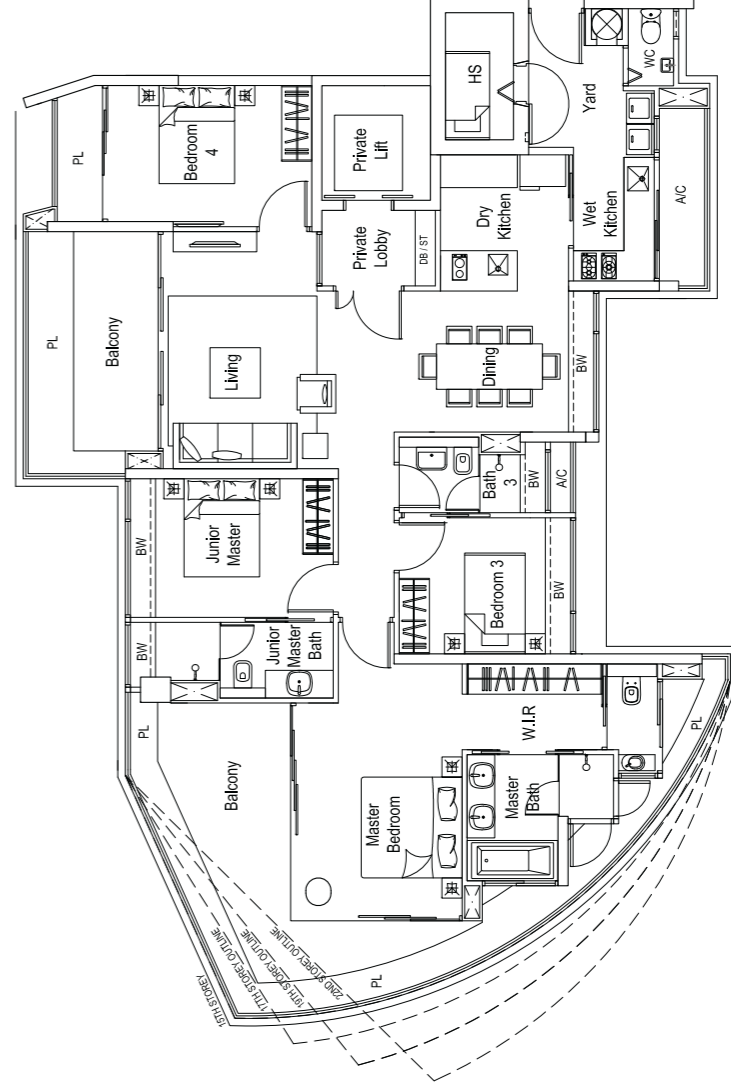 HS
WC
Yard
PL
Bedroom
4
Private
Lift
Dry
Kitchen
Wet
Kitchen
A/C
Private
Lobby
DB / ST
PL
Balcony
Living
Dining
BW
BW
Junior
Master
Bath
3
BW
A/C
Bedroom 3
BW
BW
Junior
Master
Bath
PL
Balcony
W.I.R
PL
Master
Bedroom
Master
Bath
PL
15TH STOREY
17TH STOREY OUTLINE
19TH STOREY OUTLINE
22ND STOREY OUTLINE